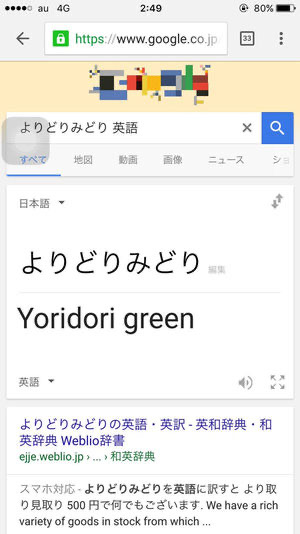 au 4G 2:49 80%
https://www.google.co.jp
33
よりどりみどり 英語
すべて 地図 動画 画像 ニュース ショ
日本語
よりどりみどり 編集
Yoridori green
英語
よりどりみどりの英語・英訳 - 英和辞典・和
英辞典 Weblio辞書
ejje.weblio.jp › ... › 和英辞典
スマホ対応 - よりどりみどりを英語に訳すと より取
り見取り 500 円で何でもございます. We have a rich
variety of goods in stock from which ...